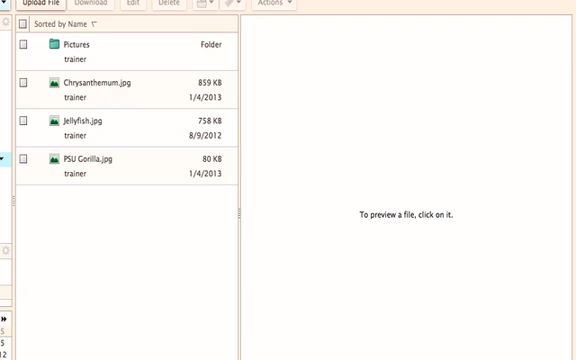 Upload File Download Edit Delete Actions
Sorted by Name
Pictures Folder
trainer
Chrysanthemum.jpg 859 KB
trainer 1/4/2013
Jellyfish.jpg 758 KB
trainer 8/9/2012
PSU Gorilla.jpg 80 KB
trainer 1/4/2013
To preview a file, click on it.
S
5
12